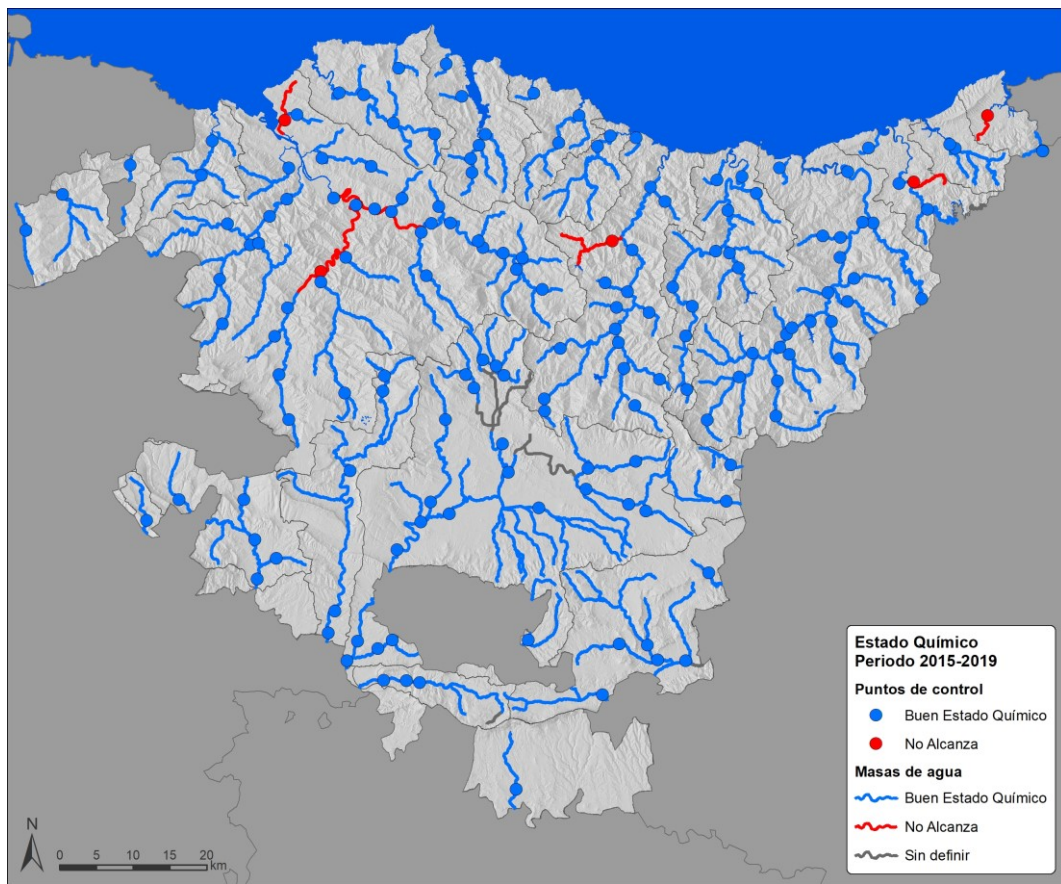 Estado Químico
Periodo 2015-2019
Puntos de control
Buen Estado Químico
No Alcanza
Masas de agua
Buen Estado Químico
No Alcanza
Sin definir
N
0 5 10 15 20
km